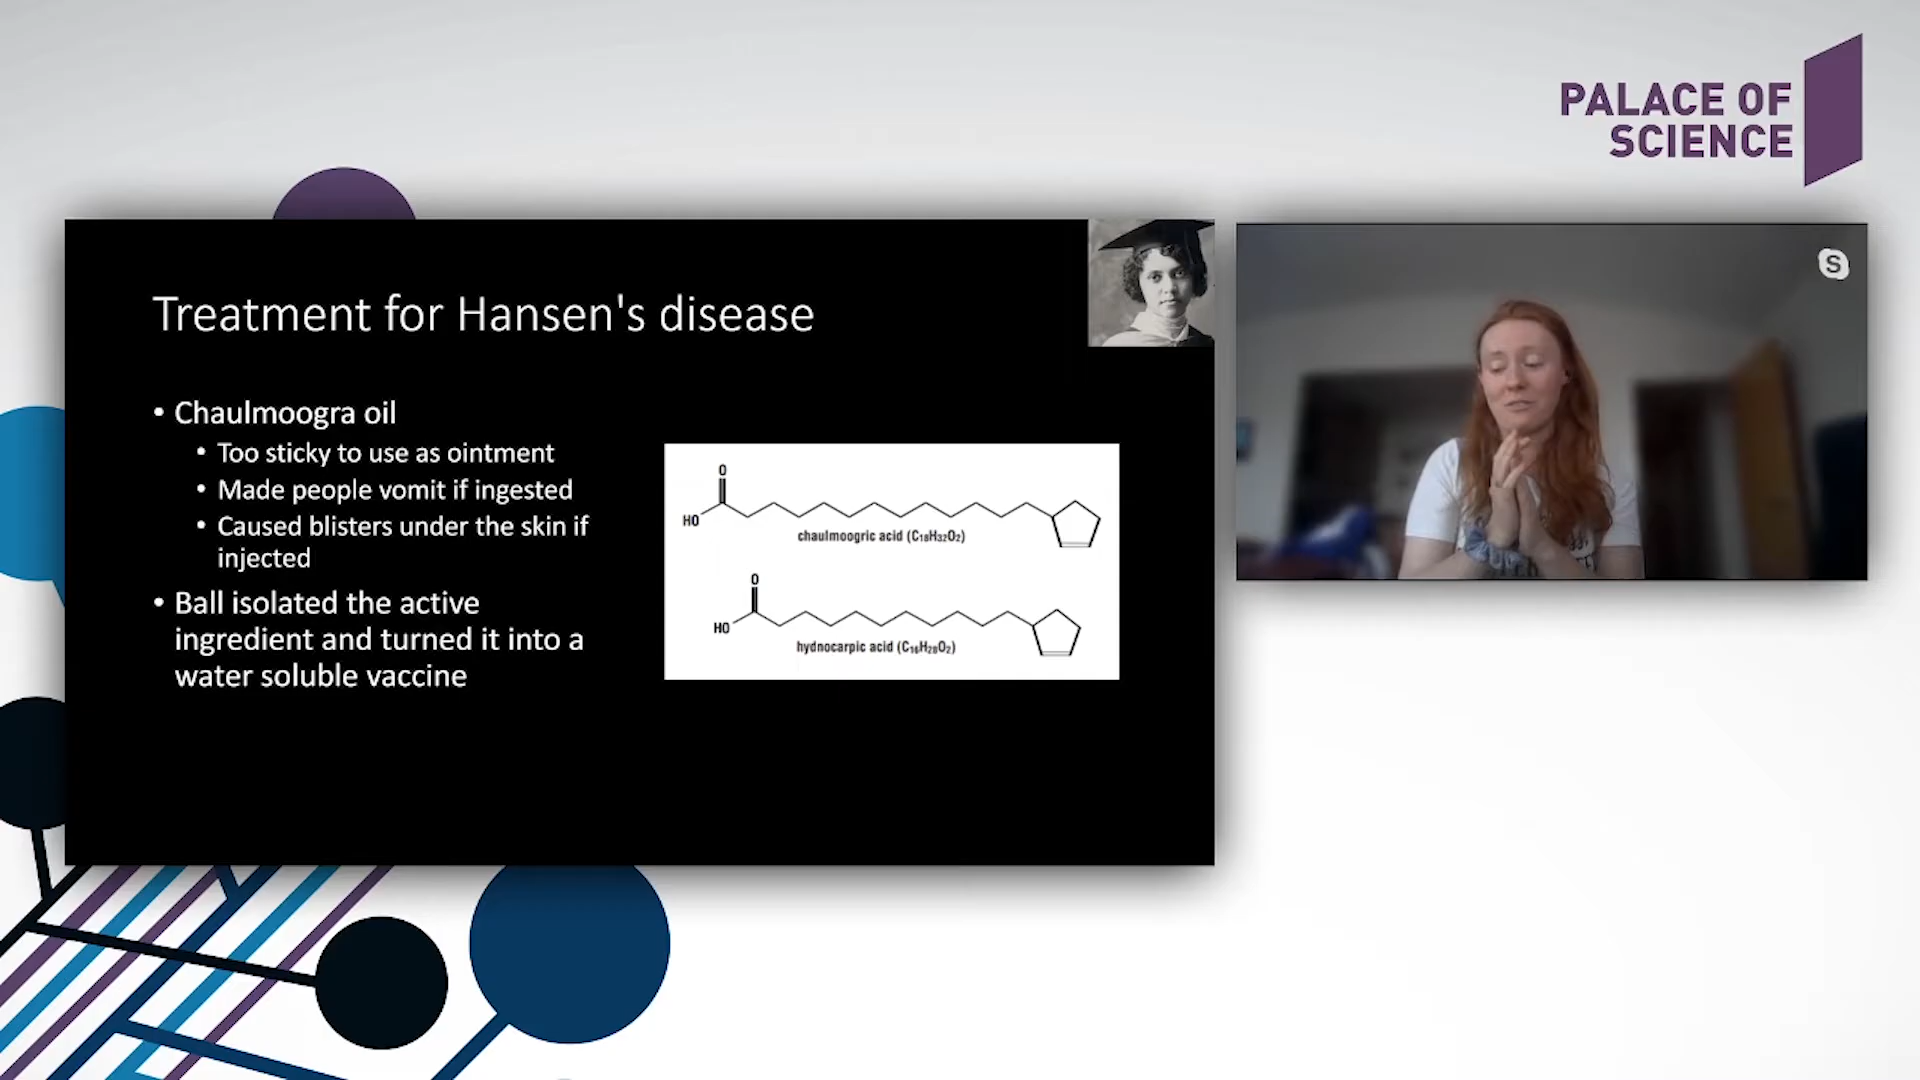 PALACE OF
SCIENCE
Treatment for Hansen's disease
• Chaulmoogra oil
• Too sticky to use as ointment
• Made people vomit if ingested
• Caused blisters under the skin if
injected
• Ball isolated the active
ingredient and turned it into a
water soluble vaccine
O
HO
chaulmoogric acid (C₁₈H₃₂O₂)
O
HO
hydnocarpic acid (C₁₆H₂₈O₂)
S